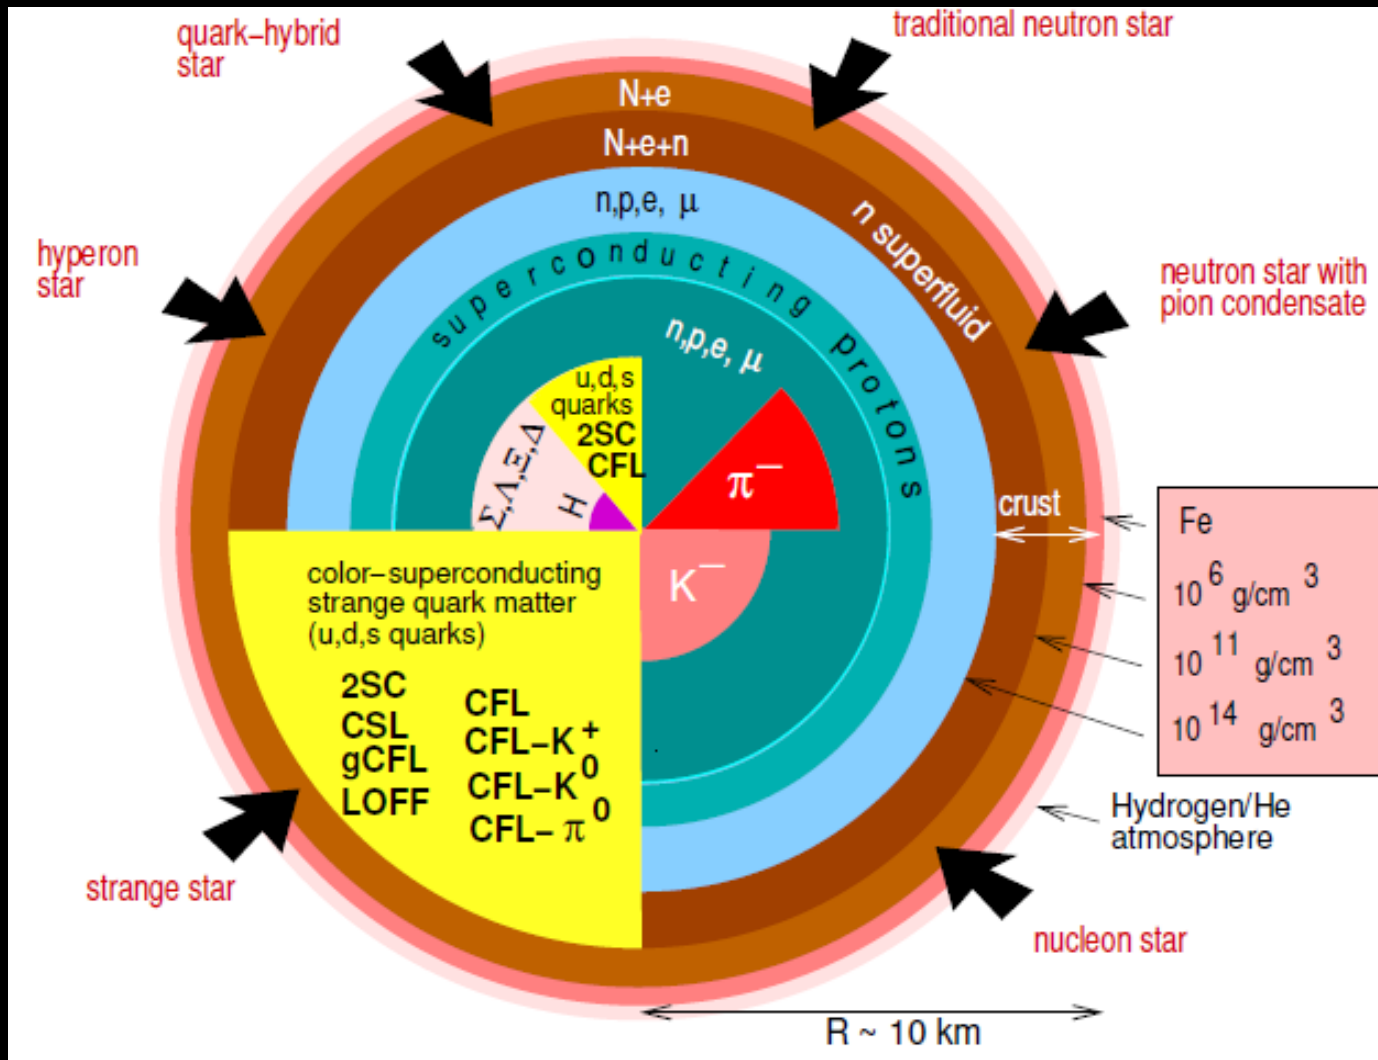 quark–hybrid
star
traditional neutron star
N+e
N+e+n
n,p,e, μ
n superfluid
hyperon
star
neutron star with
pion condensate
superconducting protons
n,p,e, μ
u,d,s
quarks
2SC
CFL
Σ,Λ,Ξ,Δ
H
π⁻
K⁻
crust
Fe
10⁶ g/cm³
10¹¹ g/cm³
10¹⁴ g/cm³
Hydrogen/He
atmosphere
color–superconducting
strange quark matter
(u,d,s quarks)
2SC
CSL
gCFL
LOFF
CFL
CFL–K⁺
CFL–K⁰
CFL– π⁰
strange star
nucleon star
R ~ 10 km